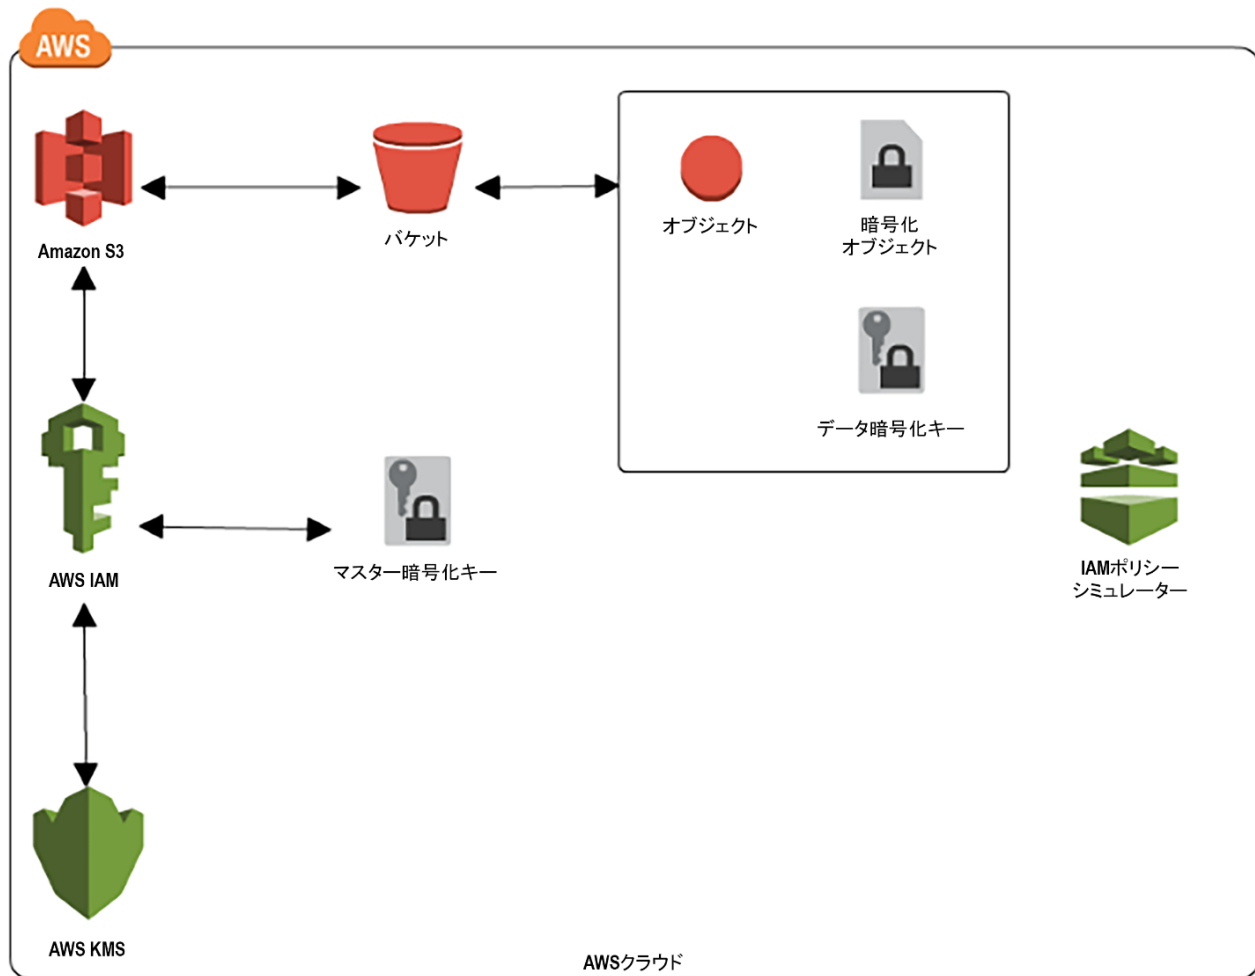 AWS
Amazon S3
バケット
オブジェクト
暗号化
オブジェクト
データ暗号化キー
AWS IAM
マスター暗号化キー
IAMポリシー
シミュレーター
AWS KMS
AWSクラウド